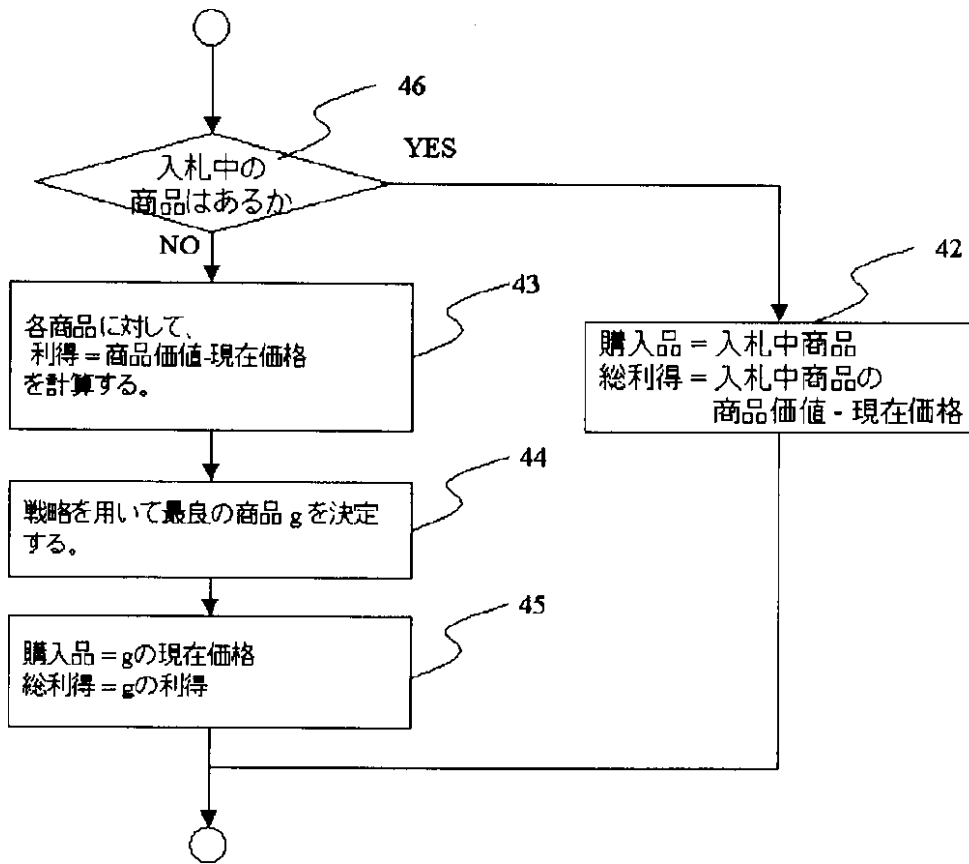 46
YES
入札中の
商品はあるか
NO
43
各商品に対して、
利得＝商品価値-現在価格
を計算する。
42
購入品 = 入札中商品
総利得 = 入札中商品の
商品価値 - 現在価格
44
戦略を用いて最良の商品 g を決定
する。
45
購入品 = gの現在価格
総利得 = gの利得